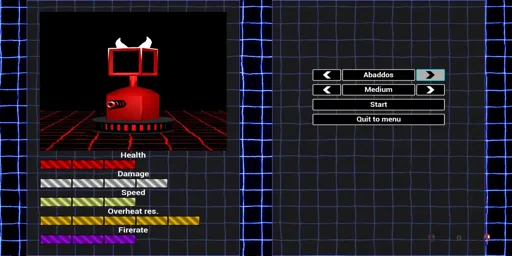 Health
Damage
Speed
Overheat res.
Firerate
Abaddos
Medium
Start
Quit to menu